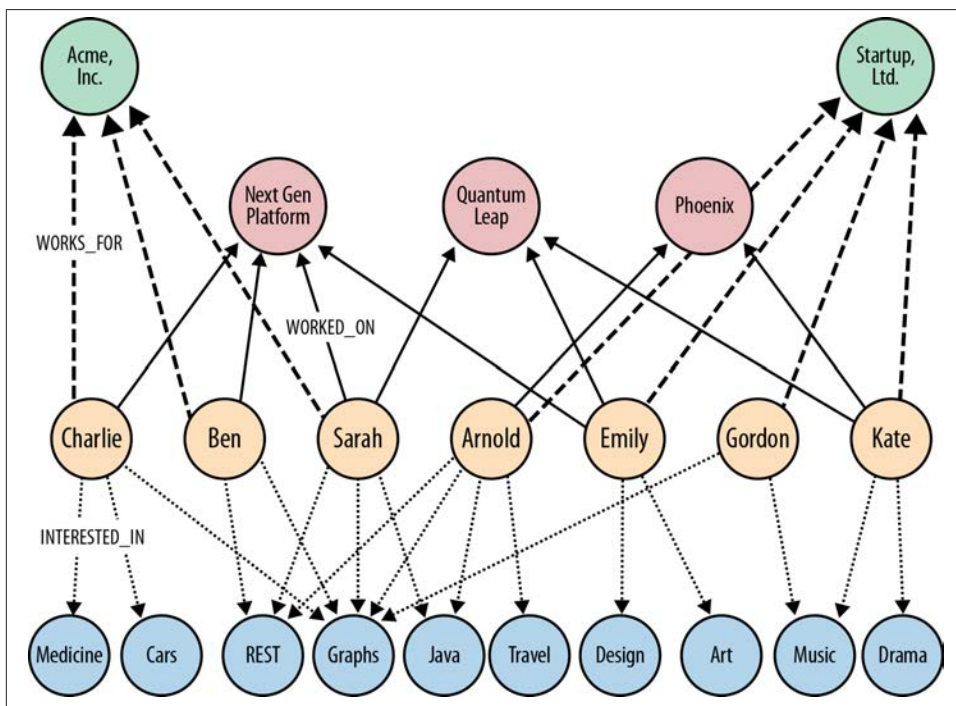 Acme,
Inc.
Startup,
Ltd.
Next Gen
Platform
Quantum
Leap
Phoenix
WORKS_FOR
WORKED_ON
Charlie
Ben
Sarah
Arnold
Emily
Gordon
Kate
INTERESTED_IN
Medicine
Cars
REST
Graphs
Java
Travel
Design
Art
Music
Drama